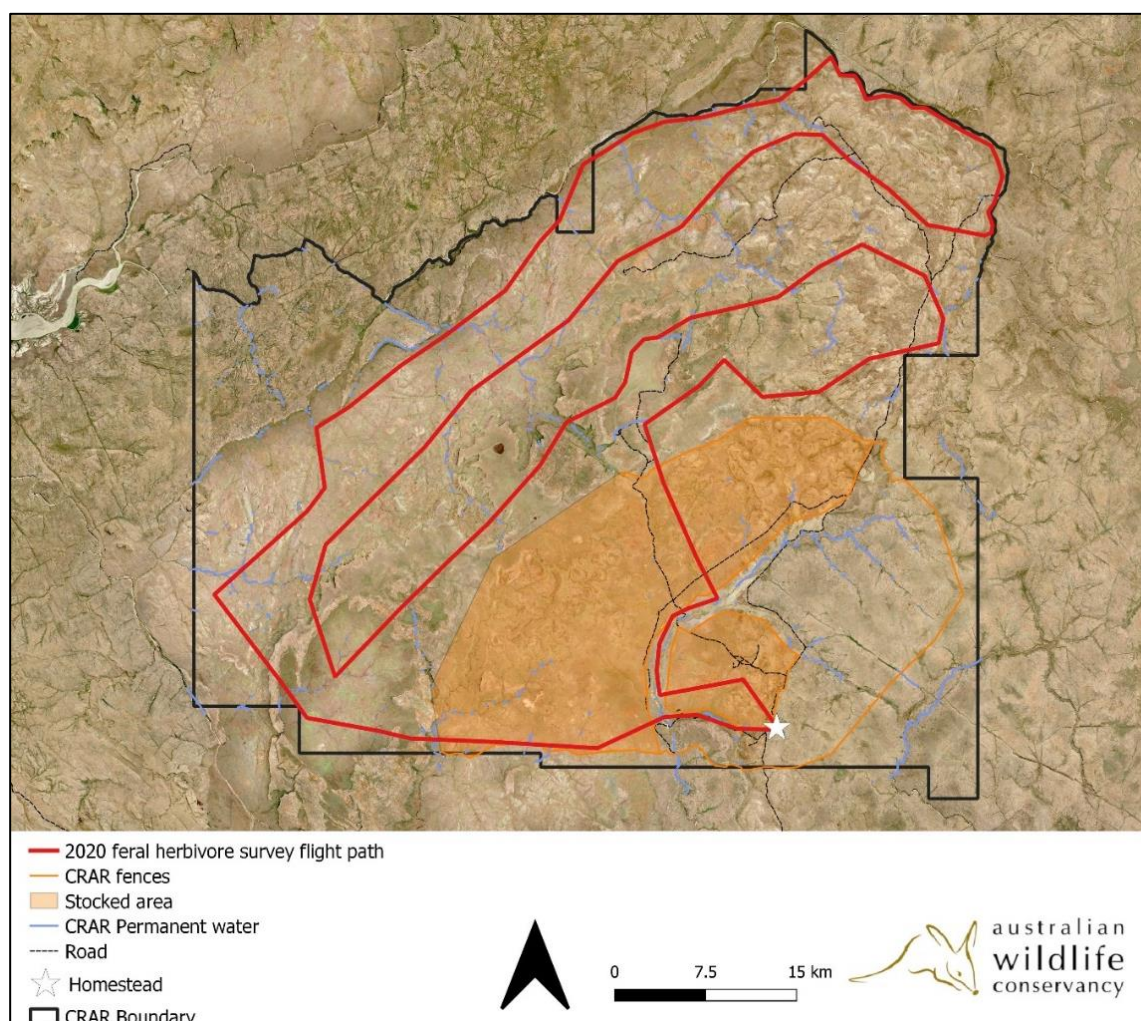 2020 feral herbivore survey flight path
CRAR fences
Stocked area
CRAR Permanent water
Road
Homestead
CRAR Boundary
0 7.5 15 km
australian
wildlife
conservancy